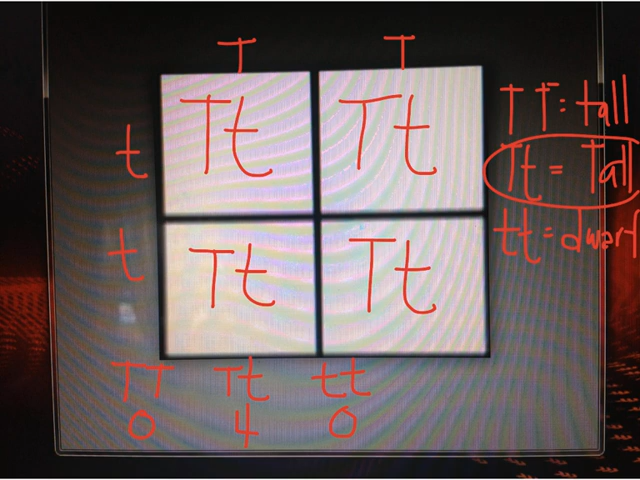 T T
t Tt Tt
t Tt Tt
TT = tall
Tt = Tall
tt = dwarf
TT Tt tt
0 4 0